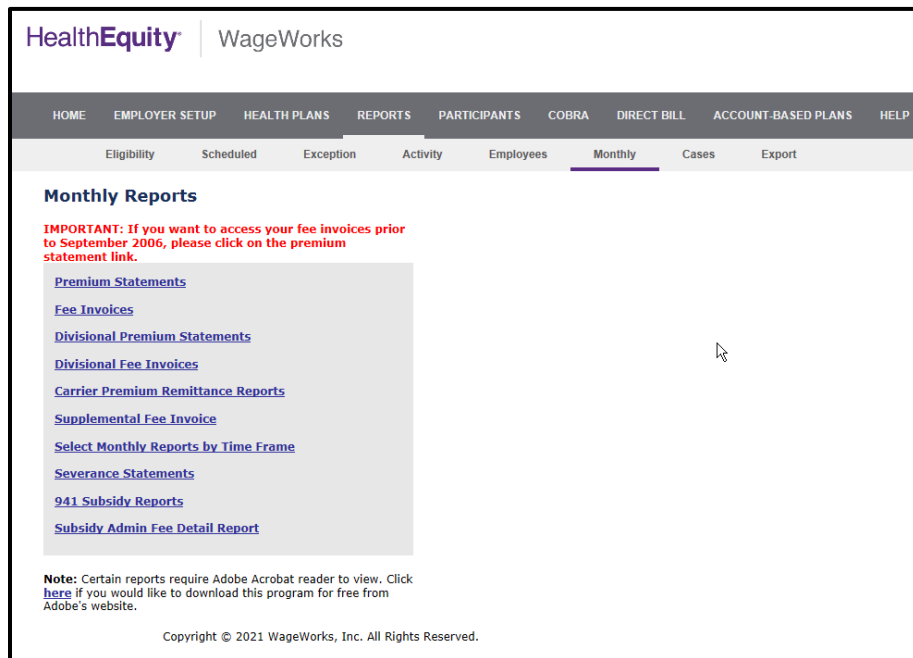 HealthEquity | WageWorks
HOME EMPLOYER SETUP HEALTH PLANS REPORTS PARTICIPANTS COBRA DIRECT BILL ACCOUNT-BASED PLANS HELP
Eligibility Scheduled Exception Activity Employees Monthly Cases Export
Monthly Reports
IMPORTANT: If you want to access your fee invoices prior
to September 2006, please click on the premium
statement link.
Premium Statements
Fee Invoices
Divisional Premium Statements
Divisional Fee Invoices
Carrier Premium Remittance Reports
Supplemental Fee Invoice
Select Monthly Reports by Time Frame
Severance Statements
941 Subsidy Reports
Subsidy Admin Fee Detail Report
Note: Certain reports require Adobe Acrobat reader to view. Click
here if you would like to download this program for free from
Adobe's website.
Copyright © 2021 WageWorks, Inc. All Rights Reserved.